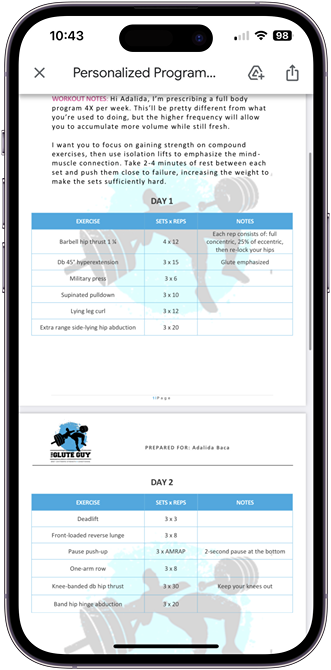 10:43
98
Personalized Program...
WORKOUT NOTES: Hi Adalida, I'm prescribing a full body
program 4X per week. This'll be pretty different from what
you're used to doing, but the higher frequency will allow
you to accumulate more volume while still fresh.
I want you to focus on gaining strength on compound
exercises, then use isolation lifts to emphasize the mind-
muscle connection. Take 2-4 minutes of rest between each
set and push them close to failure, increasing the weight to
make the sets sufficiently hard.
DAY 1
EXERCISE SETS x REPS NOTES
Barbell hip thrust 1 ¼ 4 x 12 Each rep consists of: full
concentric, 25% of eccentric,
then re-lock your hips
Db 45° hyperextension 3 x 15 Glute emphasized
Military press 3 x 6
Supinated pulldown 3 x 10
Lying leg curl 3 x 12
Extra range side-lying hip abduction 3 x 20
1 | Page
THE GLUTE GUY
PREPARED FOR: Adalida Baca
DAY 2
EXERCISE SETS x REPS NOTES
Deadlift 3 x 3
Front-loaded reverse lunge 3 x 8
Pause push-up 3 x AMRAP 2-second pause at the bottom
One-arm row 3 x 8
Knee-banded db hip thrust 3 x 30 Keep your knees out
Band hip hinge abduction 3 x 20